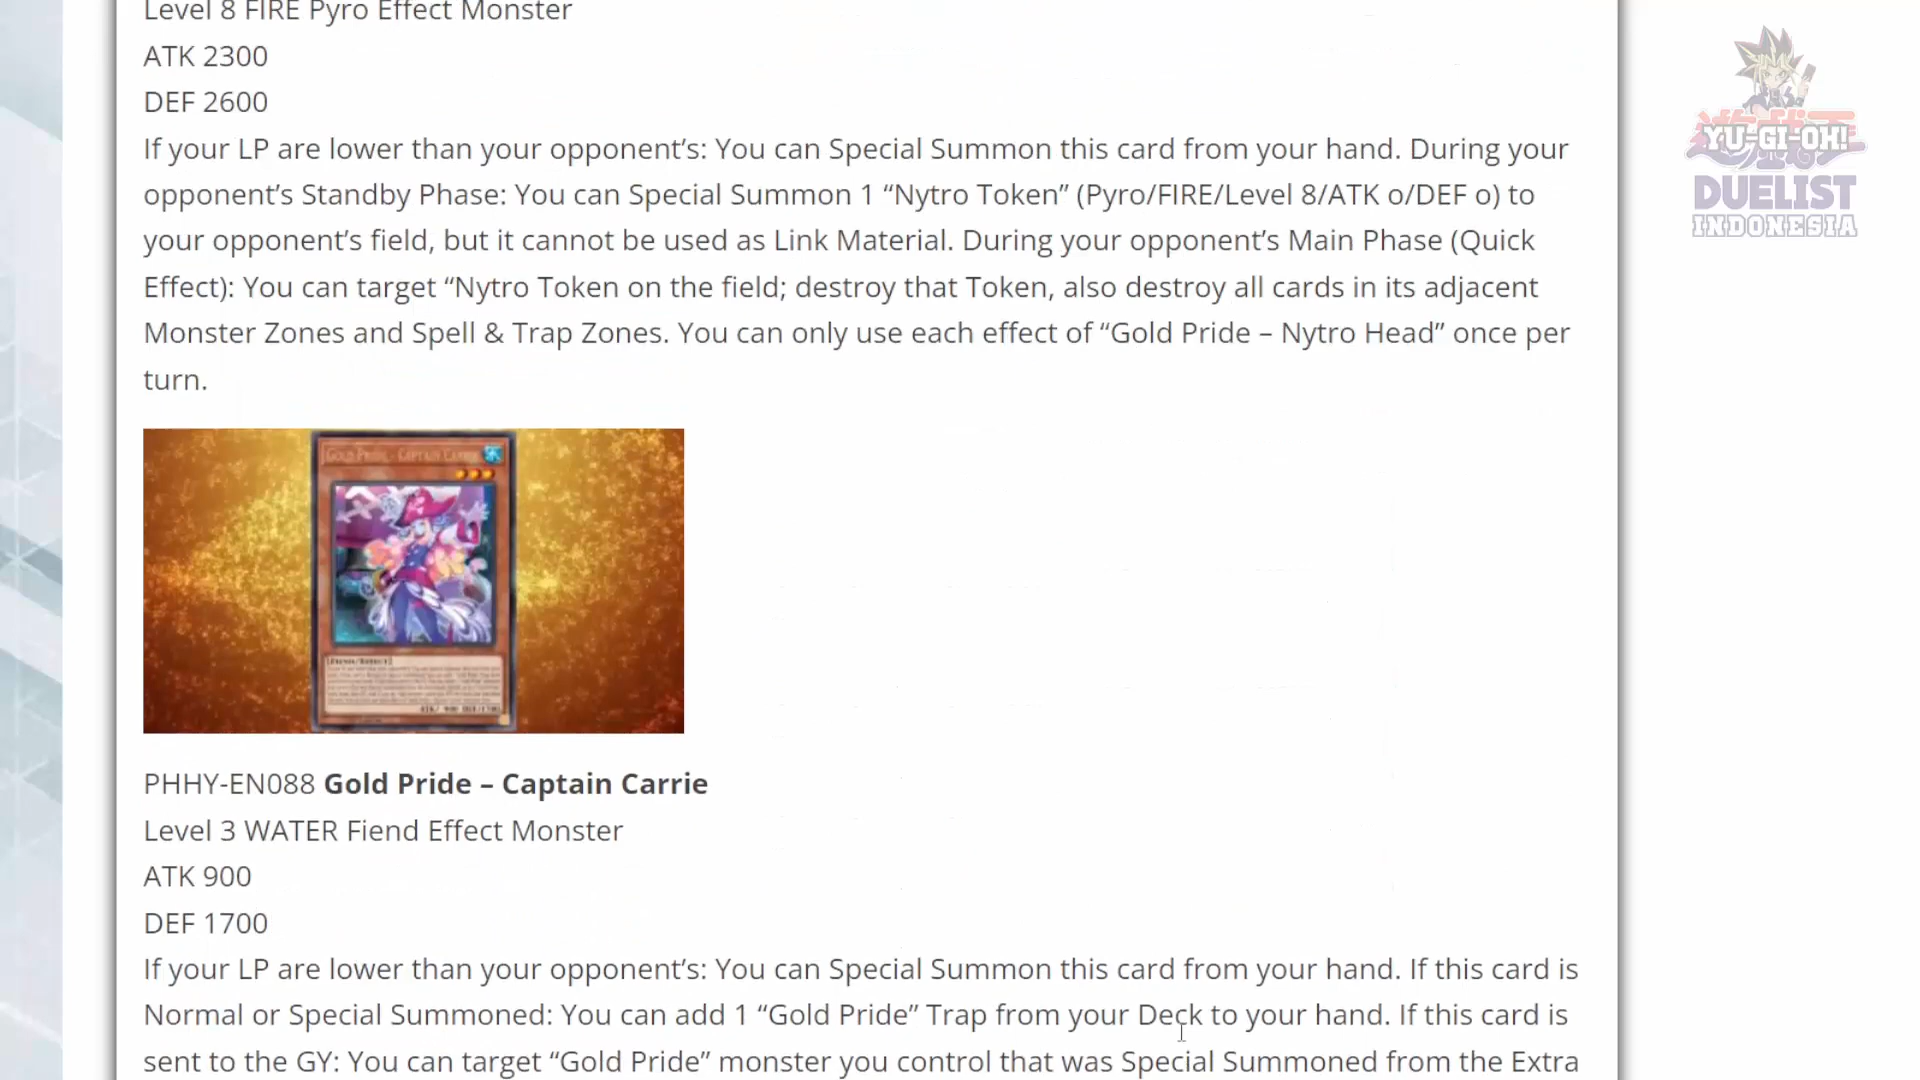 Level 8 FIRE Pyro Effect Monster
ATK 2300
DEF 2600
If your LP are lower than your opponent’s: You can Special Summon this card from your hand. During your
opponent’s Standby Phase: You can Special Summon 1 “Nytro Token” (Pyro/FIRE/Level 8/ATK 0/DEF 0) to
your opponent’s field, but it cannot be used as Link Material. During your opponent’s Main Phase (Quick
Effect): You can target “Nytro Token on the field; destroy that Token, also destroy all cards in its adjacent
Monster Zones and Spell & Trap Zones. You can only use each effect of “Gold Pride – Nytro Head” once per
turn.
GOLD PRIDE - CAPTAIN CARRIE
PHHY-EN088 Gold Pride – Captain Carrie
Level 3 WATER Fiend Effect Monster
ATK 900
DEF 1700
If your LP are lower than your opponent’s: You can Special Summon this card from your hand. If this card is
Normal or Special Summoned: You can add 1 “Gold Pride” Trap from your Deck to your hand. If this card is
sent to the GY: You can target “Gold Pride” monster you control that was Special Summoned from the Extra
遊戯王
YU-GI-OH!
DUELIST
INDONESIA